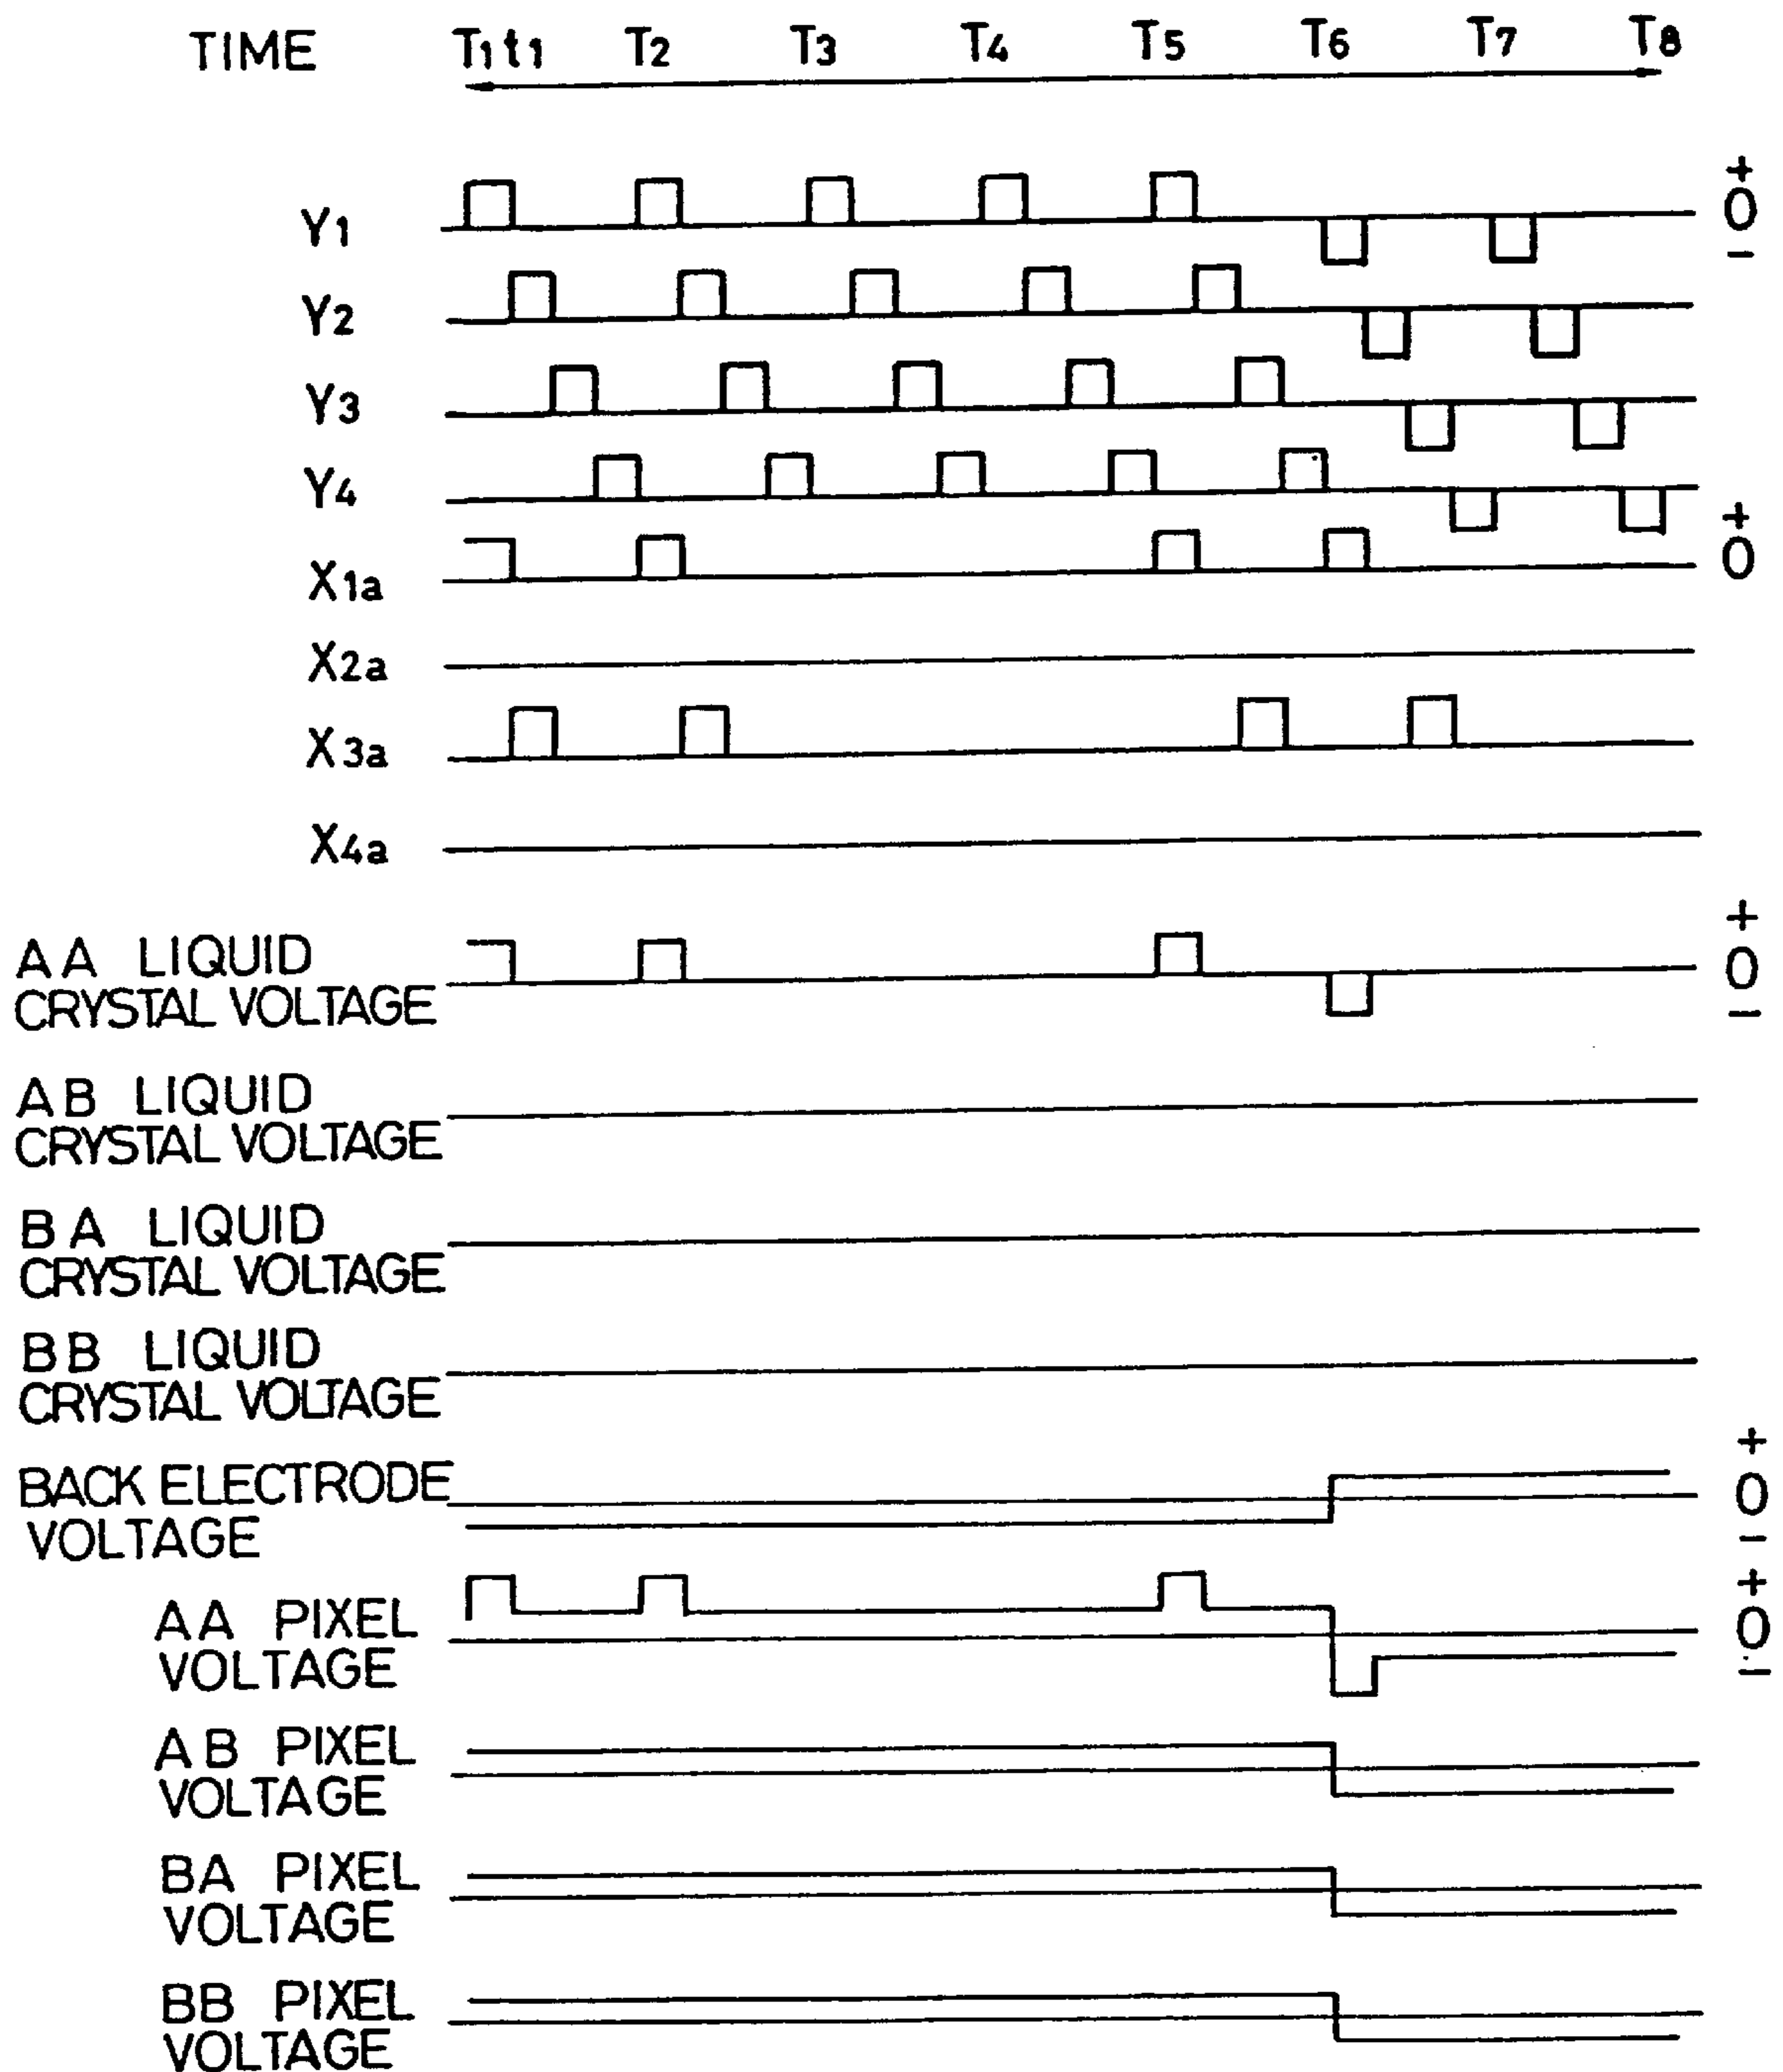 TIME T1 t1 T2 T3 T4 T5 T6 T7 T8
+
Y1 0
−
Y2
Y3
Y4
+
X1a 0
X2a
X3a
X4a
+
AA LIQUID 0
CRYSTAL VOLTAGE −
AB LIQUID
CRYSTAL VOLTAGE
BA LIQUID
CRYSTAL VOLTAGE
BB LIQUID
CRYSTAL VOLTAGE
+
BACK ELECTRODE 0
VOLTAGE −
+
AA PIXEL 0
VOLTAGE −
AB PIXEL
VOLTAGE
BA PIXEL
VOLTAGE
BB PIXEL
VOLTAGE